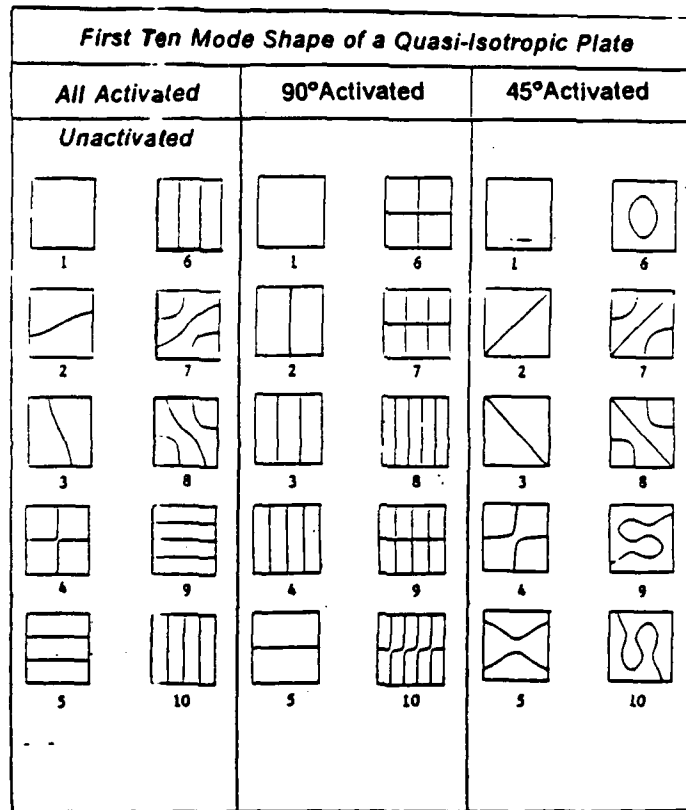 First Ten Mode Shape of a Quasi-Isotropic Plate
All Activated 90°Activated 45°Activated
Unactivated
1 6 1 6 1 6
2 7 2 7 2 7
3 8 3 8 3 8
4 9 4 9 4 9
5 10 5 10 5 10